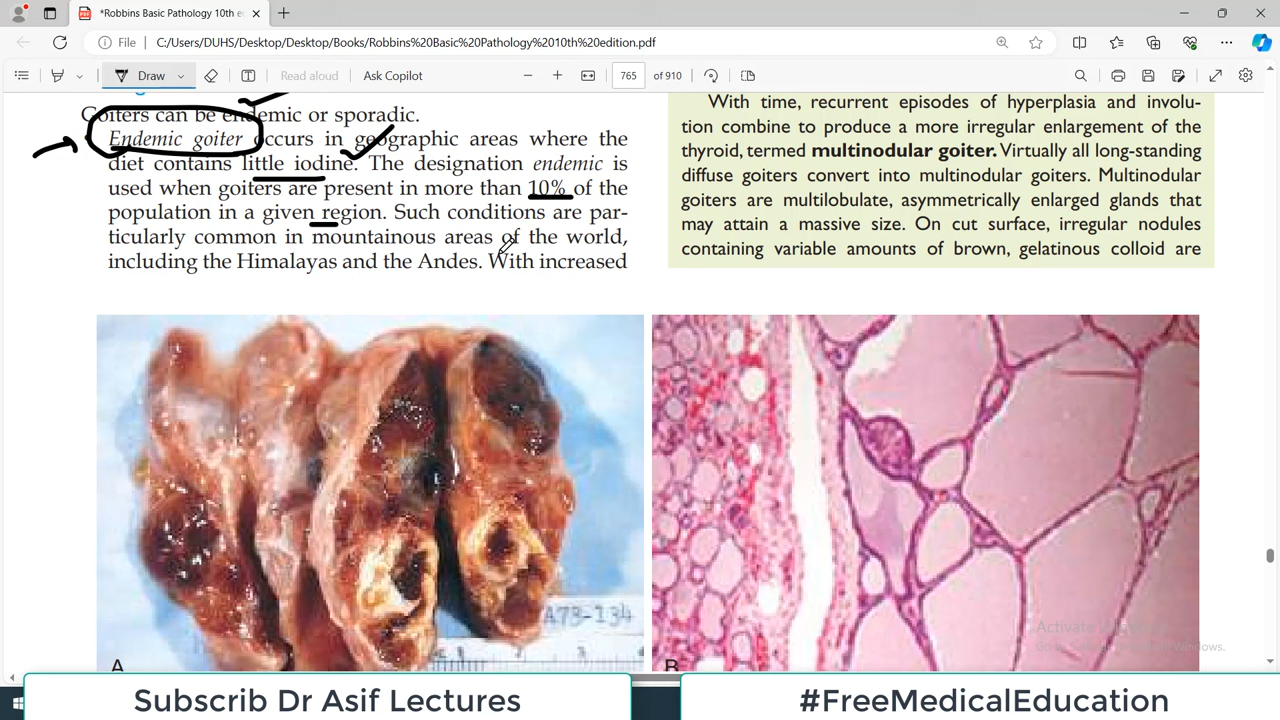 *Robbins Basic Pathology 10th e
File
C:/Users/DUHS/Desktop/Desktop/Books/Robbins%20Basic%20Pathology%2010th%20edition.pdf
Draw
Read aloud
Ask Copilot
765
of 910
Goiters can be endemic or sporadic.
Endemic goiter occurs in geographic areas where the
diet contains little iodine. The designation endemic is
used when goiters are present in more than 10% of the
population in a given region. Such conditions are par-
ticularly common in mountainous areas of the world,
including the Himalayas and the Andes. With increased
With time, recurrent episodes of hyperplasia and involu-
tion combine to produce a more irregular enlargement of the
thyroid, termed multinodular goiter. Virtually all long-standing
diffuse goiters convert into multinodular goiters. Multinodular
goiters are multilobulate, asymmetrically enlarged glands that
may attain a massive size. On cut surface, irregular nodules
containing variable amounts of brown, gelatinous colloid are
A73-134
3
A
B
Subscrib Dr Asif Lectures
#FreeMedicalEducation